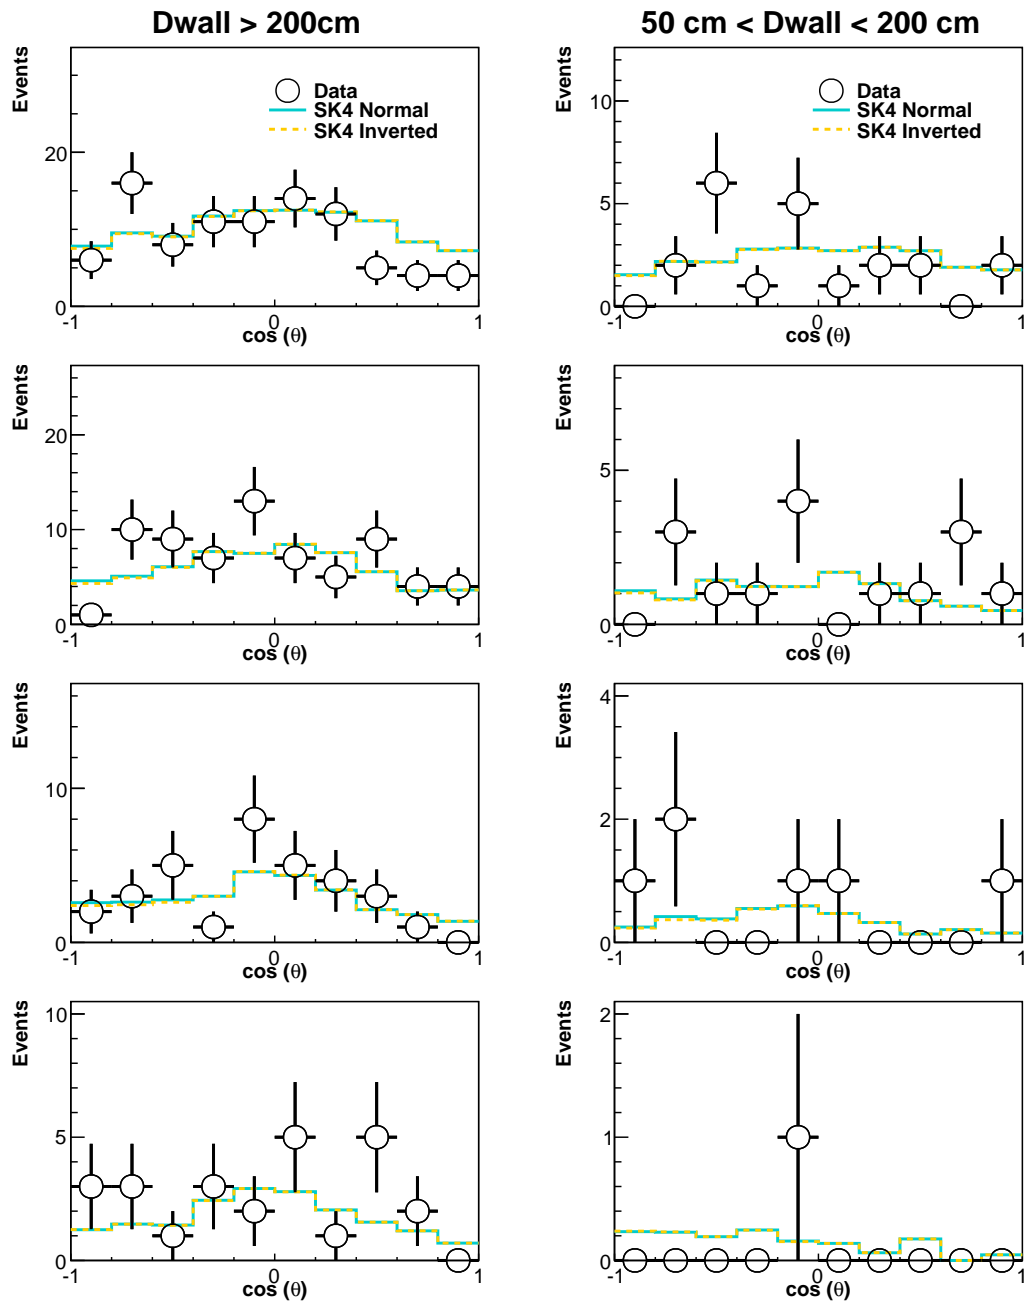 Dwall > 200cm
50 cm < Dwall < 200 cm
Events
20
0
Data
SK4 Normal
SK4 Inverted
-1
0
1
cos (θ)
Events
10
5
0
Data
SK4 Normal
SK4 Inverted
-1
0
1
cos (θ)
Events
20
10
0
-1
0
1
cos (θ)
Events
5
0
-1
0
1
cos (θ)
Events
10
0
-1
0
1
cos (θ)
Events
4
2
0
-1
0
1
cos (θ)
Events
10
5
0
-1
0
1
cos (θ)
Events
2
1
0
-1
0
1
cos (θ)